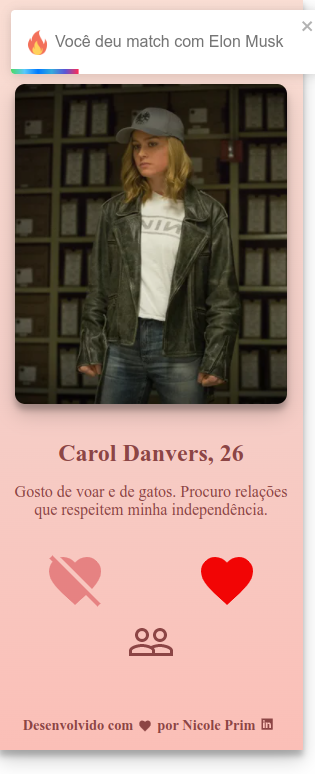 Você deu match com Elon Musk
Carol Danvers, 26
Gosto de voar e de gatos. Procuro relações
que respeitem minha independência.
Desenvolvido com por Nicole Prim